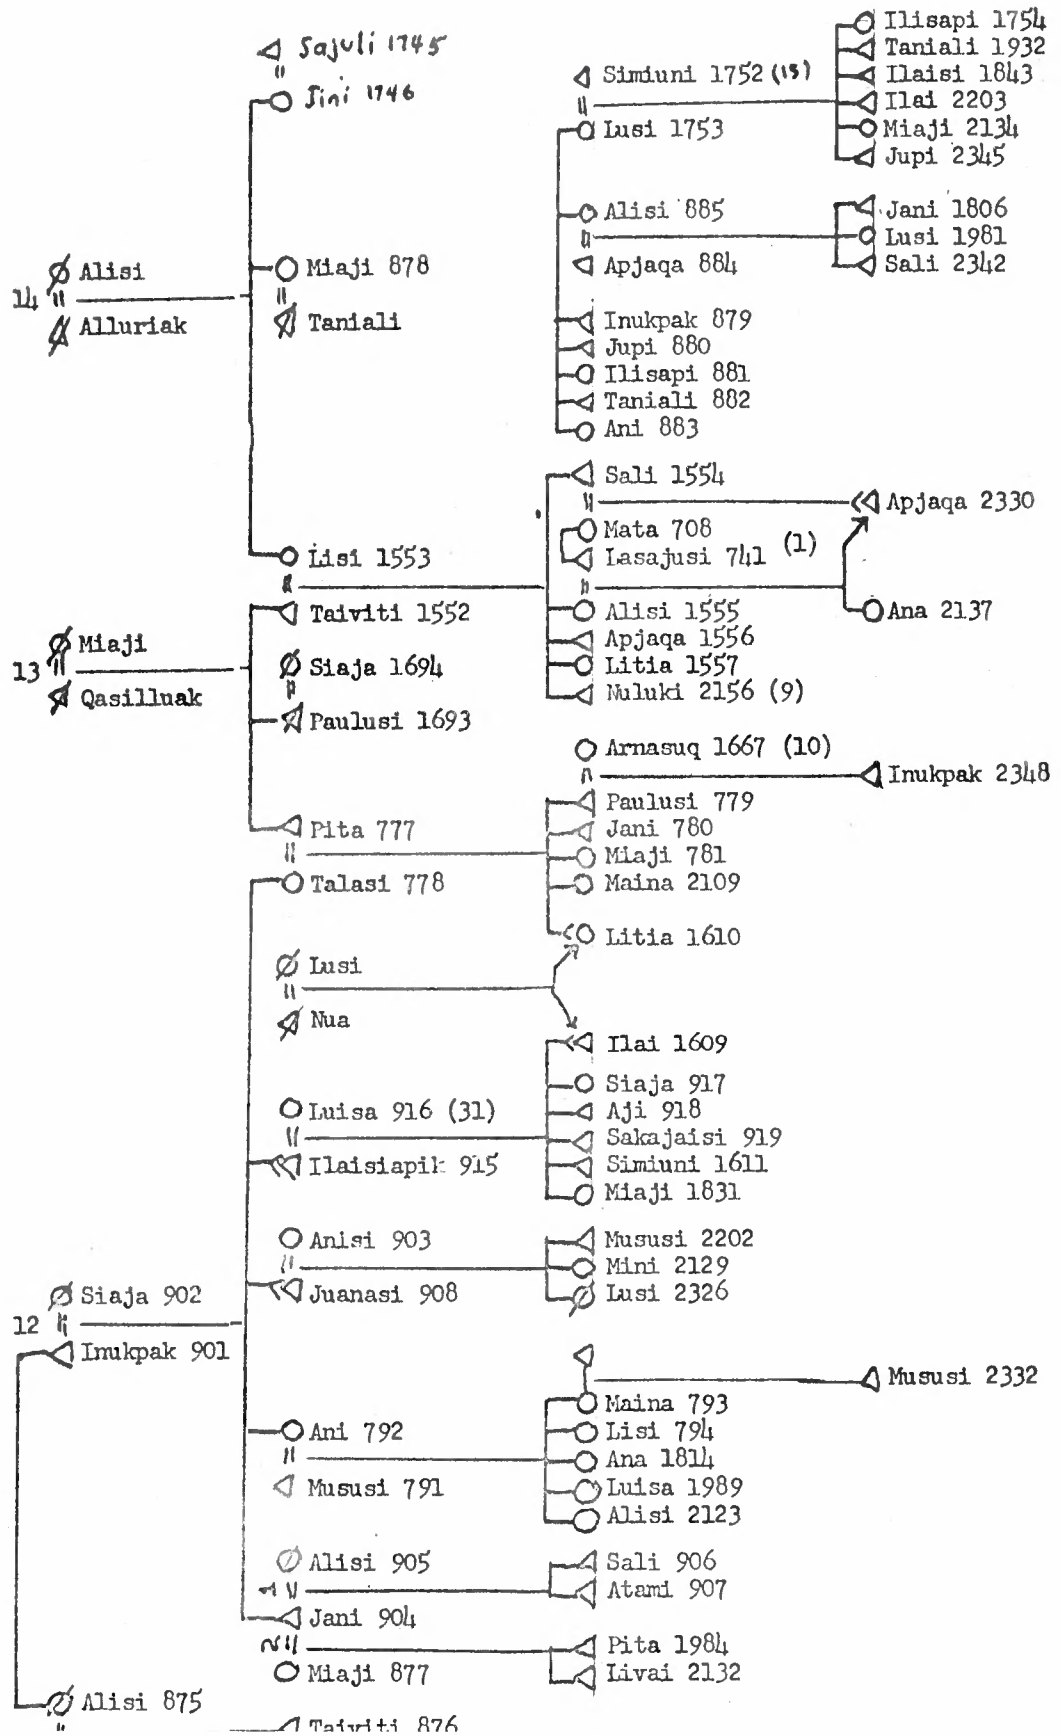 Sajuli 1745
Jini 1746
14
Alisi
Alluriak
Miaji 878
Taniali
Simiuni 1752 (15)
Lusi 1753
Ilisapi 1754
Taniali 1932
Ilaisi 1843
Ilai 2203
Miaji 2134
Jupi 2345
Alisi 885
Apjaqa 884
Jani 1806
Lusi 1981
Sali 2342
Inukpak 879
Jupi 880
Ilisapi 881
Taniali 882
Ani 883
Lisi 1553
Taiviti 1552
Sali 1554
Mata 708
Lasajusi 741 (1)
Alisi 1555
Apjaqa 1556
Litia 1557
Nuluki 2156 (9)
Apjaqa 2330
Ana 2137
13
Miaji
Qasilluak
Siaja 1694
Paulusi 1693
Pita 777
Talasi 778
Arnasuq 1667 (10)
Inukpak 2348
Paulusi 779
Jani 780
Miaji 781
Maina 2109
Litia 1610
Lusi
Nua
Ilai 1609
Siaja 917
Aji 918
Sakajaisi 919
Simiuni 1611
Miaji 1831
Luisa 916 (31)
Ilaisiapik 915
Anisi 903
Juanasi 908
Mususi 2202
Mini 2129
Lusi 2326
12
Siaja 902
Inukpak 901
Ani 792
Mususi 791
Maina 793
Lisi 794
Ana 1814
Luisa 1989
Alisi 2123
Mususi 2332
Alisi 905
1
Jani 904
2
Miaji 877
Sali 906
Atami 907
Pita 1984
Livai 2132
Alisi 875
Taiviti 876